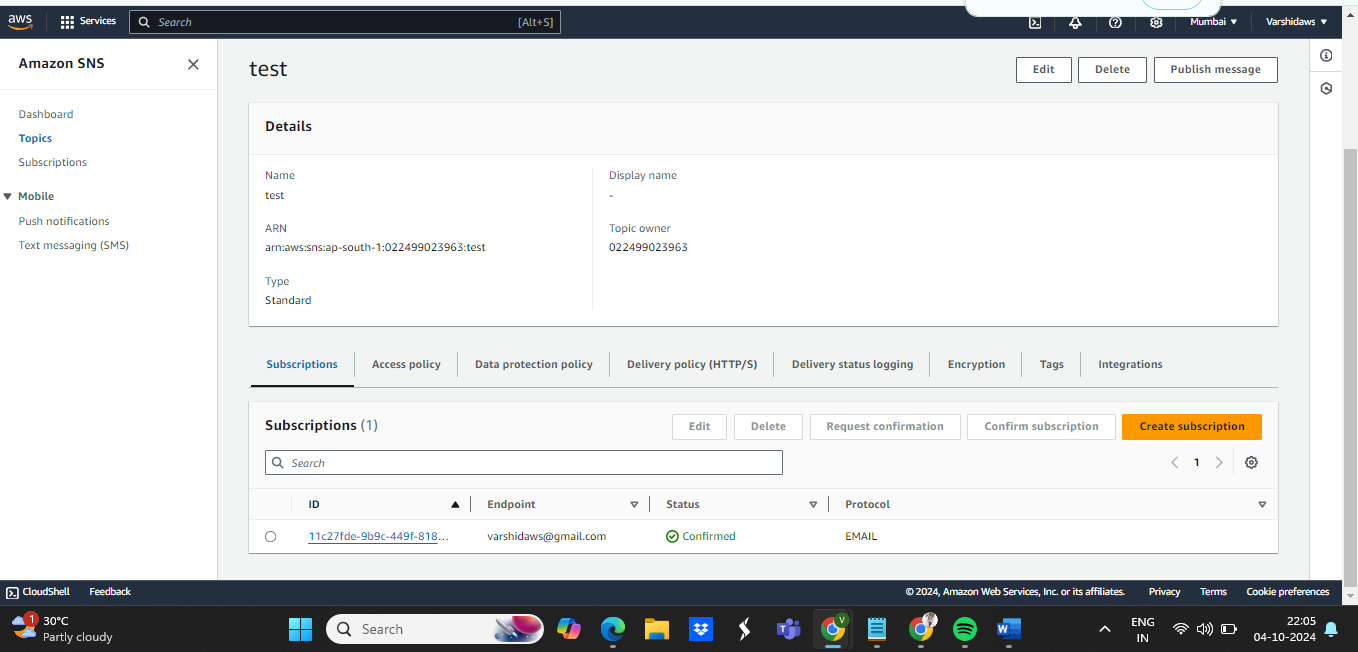 aws Services Search [Alt+S] Mumbai Varshidaws
Amazon SNS
Dashboard
Topics
Subscriptions
Mobile
Push notifications
Text messaging (SMS)
test
Edit Delete Publish message
Details
Name
test
ARN
arn:aws:sns:ap-south-1:022499023963:test
Type
Standard
Display name
-
Topic owner
022499023963
Subscriptions Access policy Data protection policy Delivery policy (HTTP/S) Delivery status logging Encryption Tags Integrations
Subscriptions (1) Edit Delete Request confirmation Confirm subscription Create subscription
Search 1
ID Endpoint Status Protocol
11c27fde-9b9c-449f-818... varshidaws@gmail.com Confirmed EMAIL
CloudShell Feedback © 2024, Amazon Web Services, Inc. or its affiliates. Privacy Terms Cookie preferences
1 30°C
Partly cloudy
Search
V
W
ENG
IN
22:05
04-10-2024